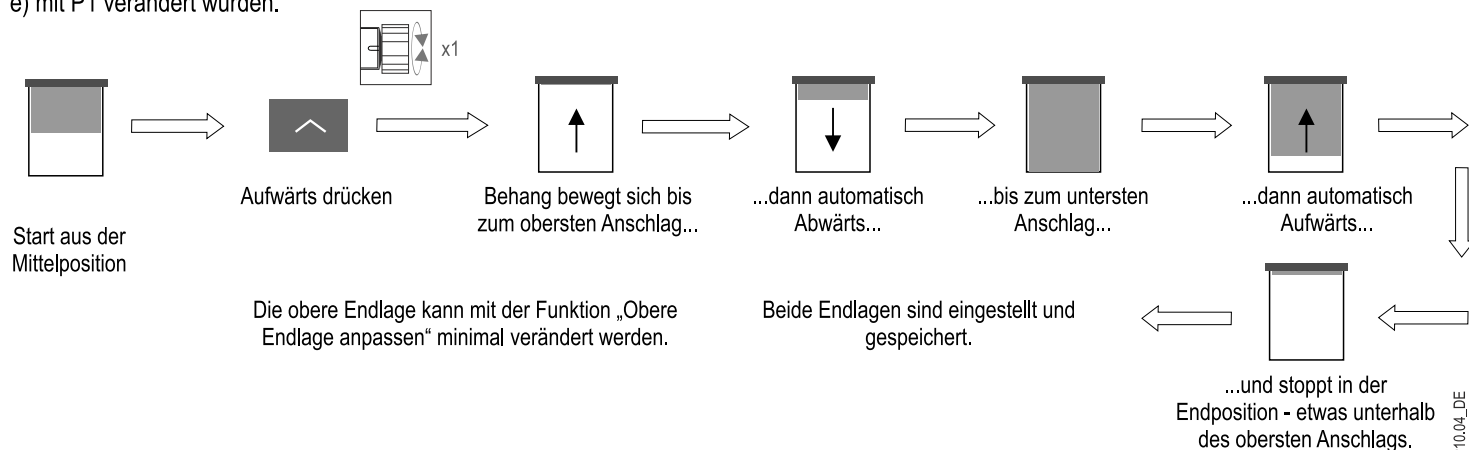 e) mit P1 verändert wurden.
x1
Aufwärts drücken
Behang bewegt sich bis
zum obersten Anschlag...
...dann automatisch
Abwärts...
...bis zum untersten
Anschlag...
...dann automatisch
Aufwärts...
Start aus der
Mittelposition
Die obere Endlage kann mit der Funktion „Obere
Endlage anpassen“ minimal verändert werden.
Beide Endlagen sind eingestellt und
gespeichert.
...und stoppt in der
Endposition - etwas unterhalb
des obersten Anschlags.
10.04_DE